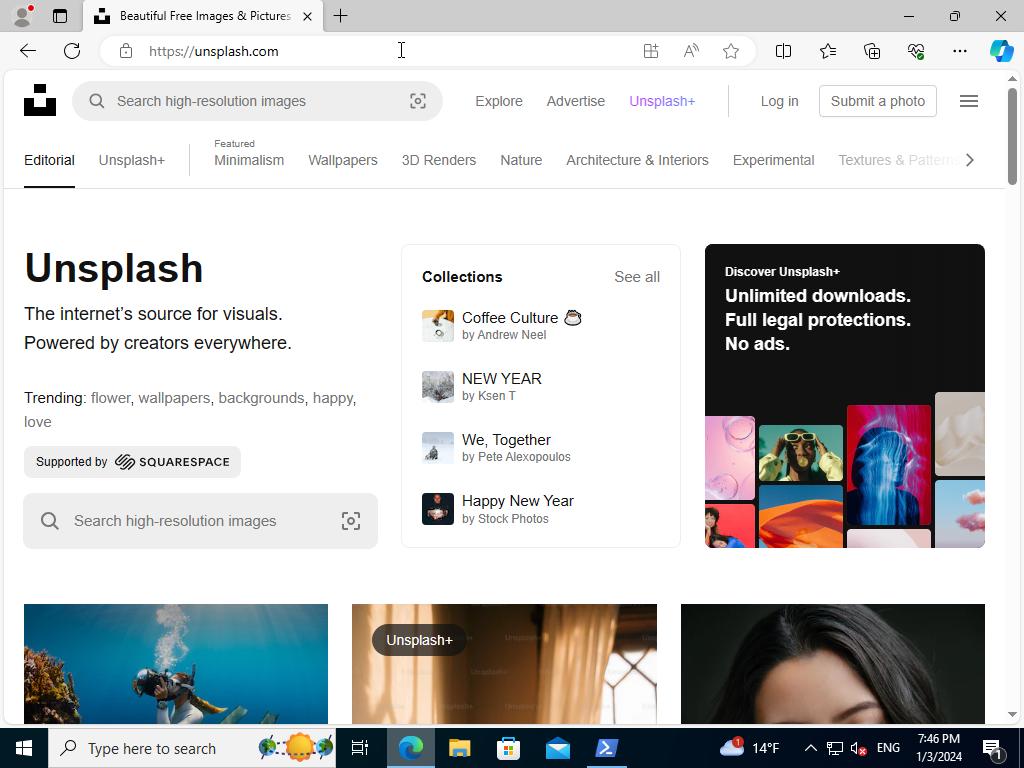 Beautiful Free Images & Pictures
https://unsplash.com
Search high-resolution images
Explore
Advertise
Unsplash+
Log in
Submit a photo
Editorial
Unsplash+
Featured
Minimalism
Wallpapers
3D Renders
Nature
Architecture & Interiors
Experimental
Textures & Patterns
Unsplash
The internet’s source for visuals.
Powered by creators everywhere.
Trending: flower, wallpapers, backgrounds, happy,
love
Supported by SQUARESPACE
Search high-resolution images
Collections
See all
Coffee Culture
by Andrew Neel
NEW YEAR
by Ksen T
We, Together
by Pete Alexopoulos
Happy New Year
by Stock Photos
Discover Unsplash+
Unlimited downloads.
Full legal protections.
No ads.
Unsplash+
Type here to search
1
14°F
ENG
7:46 PM
1/3/2024
1